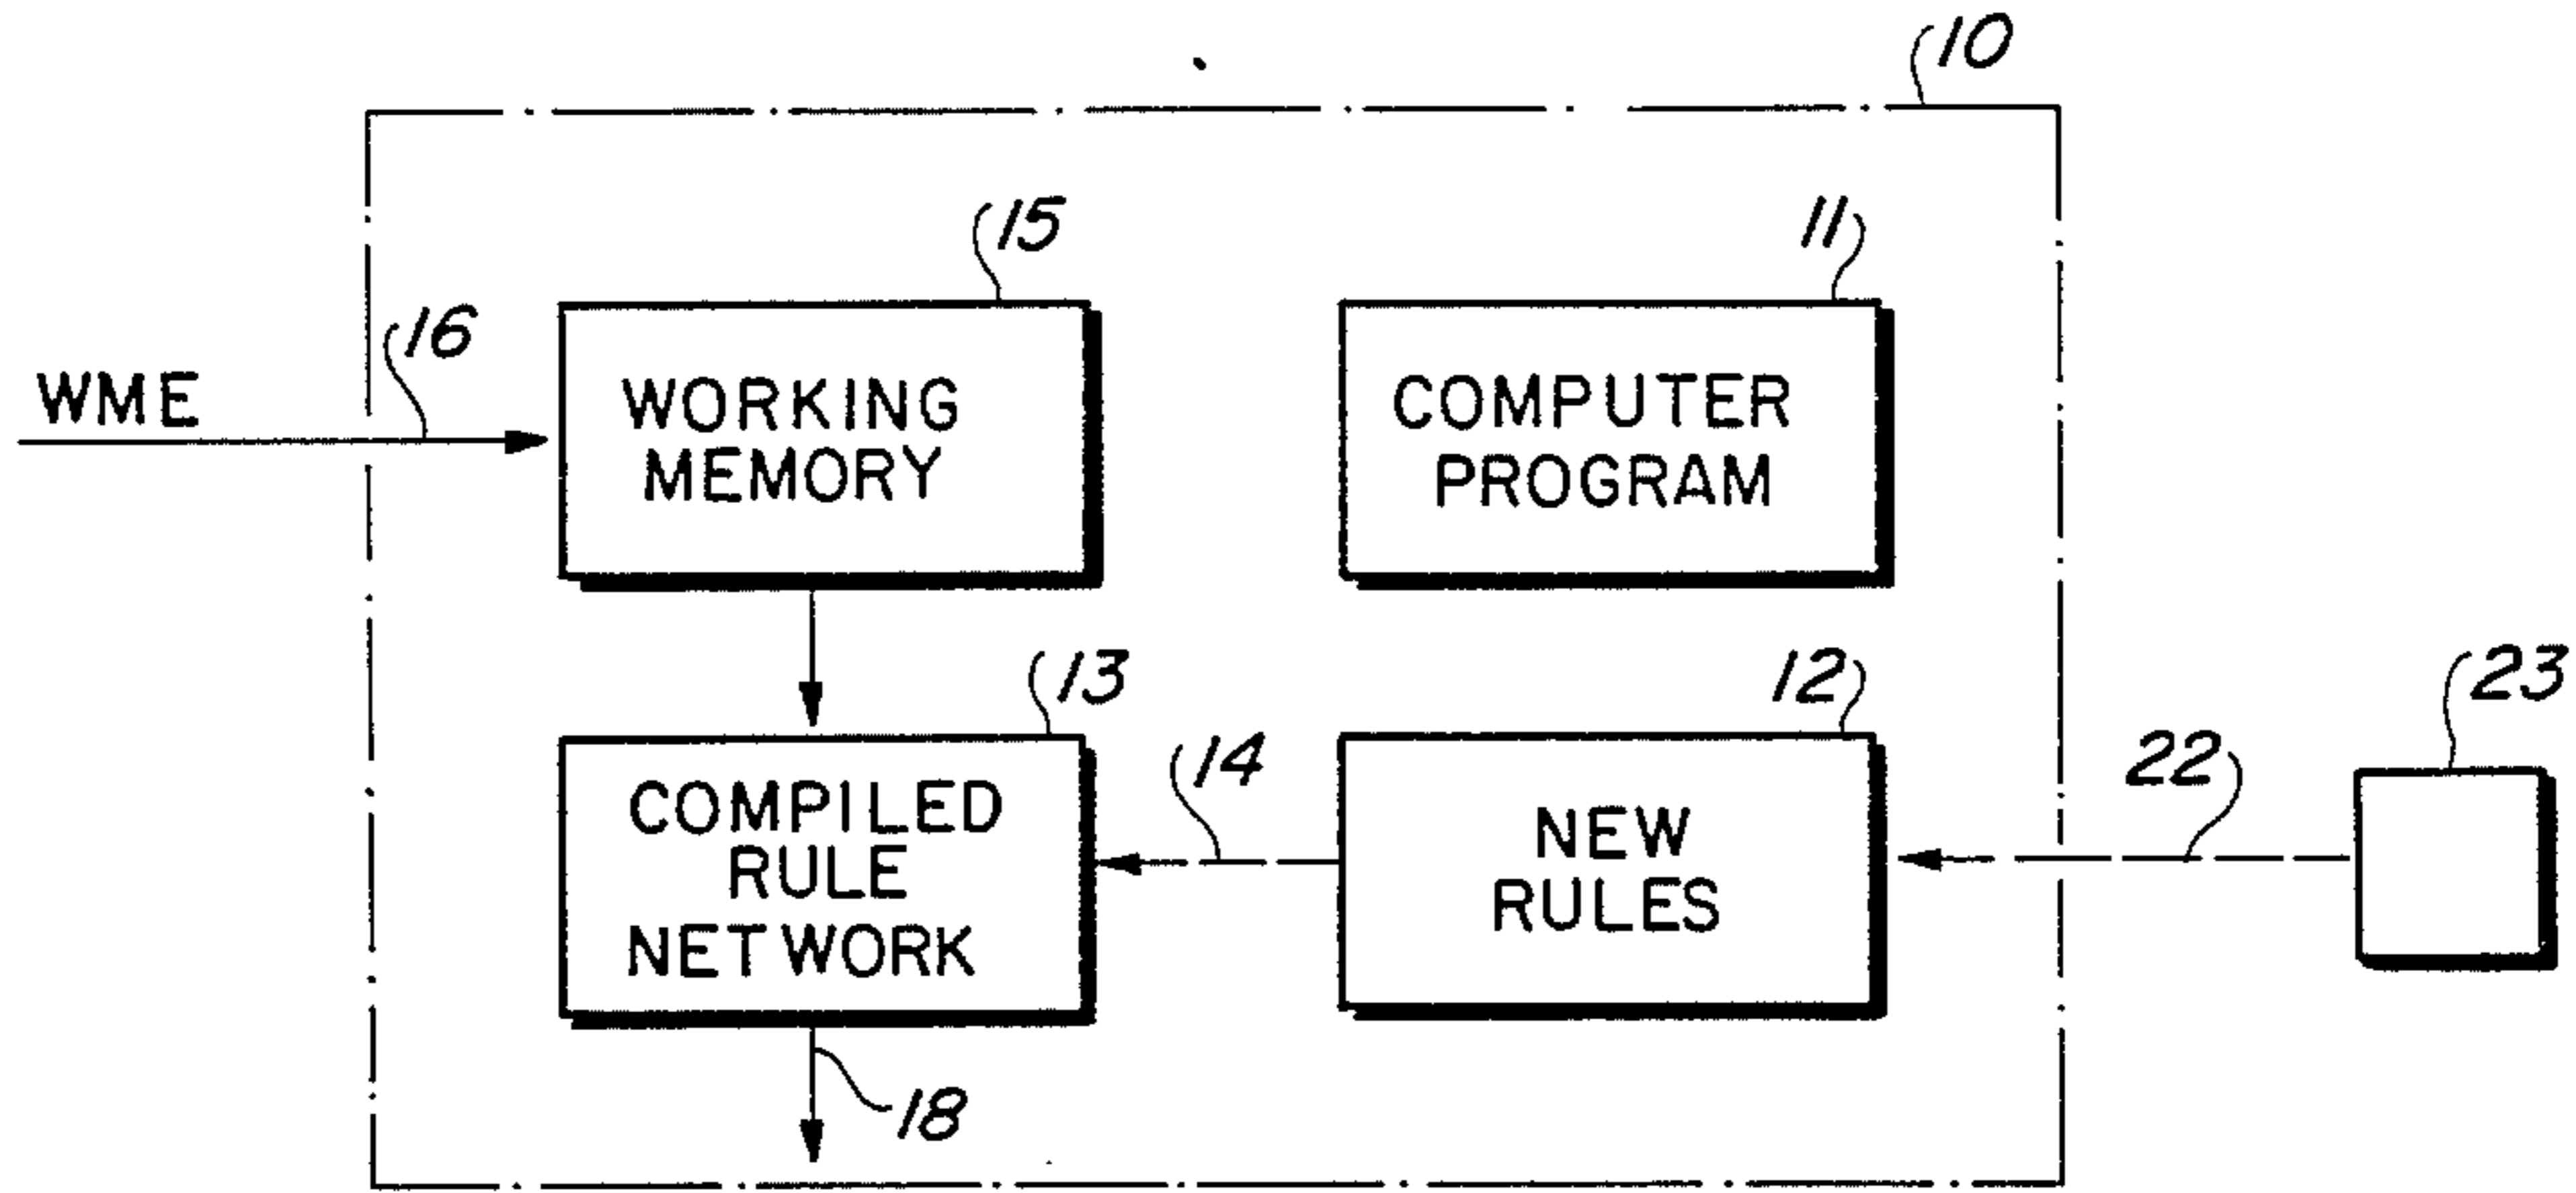 10
15
11
16
WME
WORKING
MEMORY
COMPUTER
PROGRAM
13
12
23
14
22
COMPILED
RULE
NETWORK
NEW
RULES
18